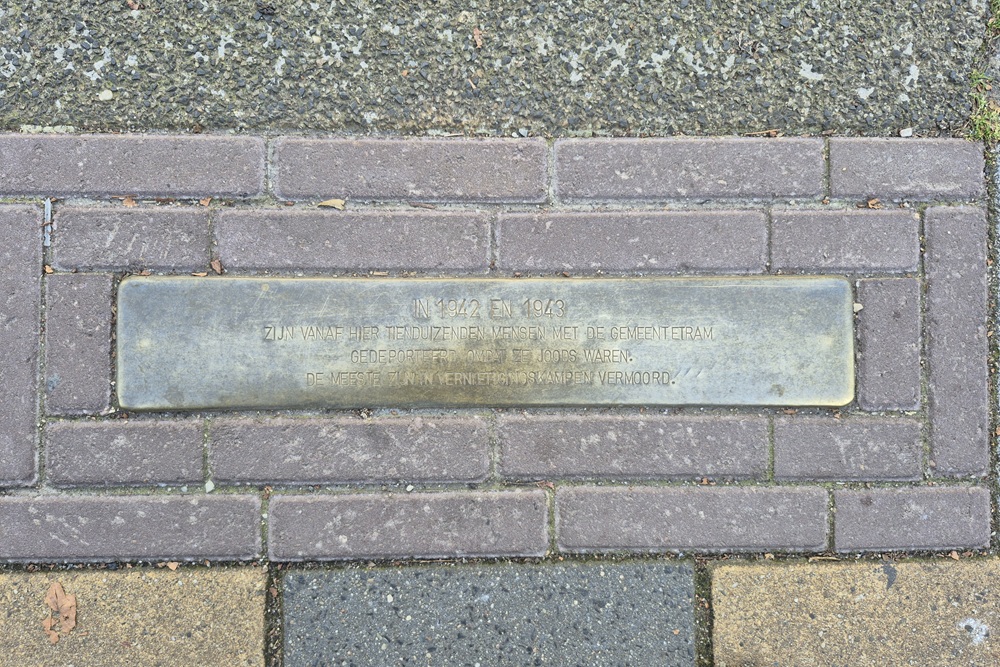 IN 1942 EN 1943
ZIJN VANAF HIER TIENDUIZENDEN MENSEN MET DE GEMEENTETRAM
GEDEPORTEERD OMDAT ZE JOODS WAREN.
DE MEESTE ZIJN IN VERNIETIGINGSKAMPEN VERMOORD.